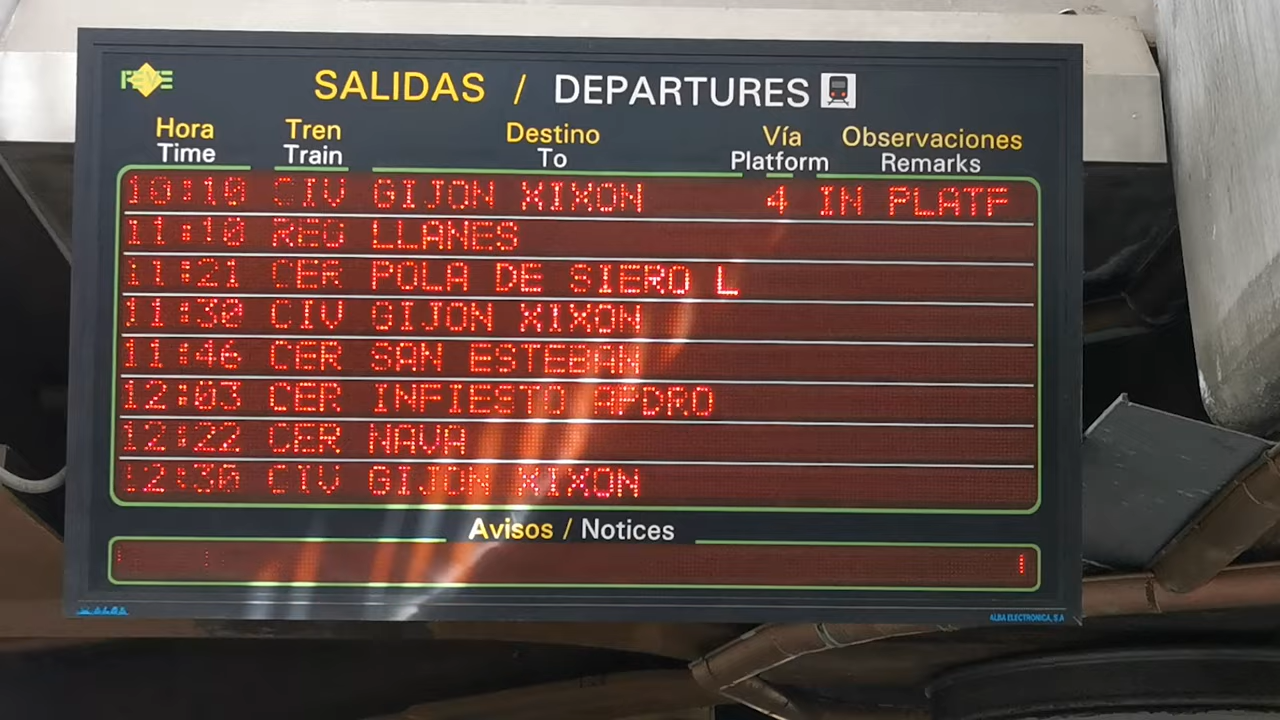 FEVE
SALIDAS / DEPARTURES
Hora Tren Destino Vía Observaciones
Time Train To Platform Remarks
10:10 CIV GIJON XIXON 4 IN PLATF
11:10 REG LLANES
11:21 CER POLA DE SIERO L
11:30 CIV GIJON XIXON
11:46 CER SAN ESTEBAN
12:03 CER INFIESTO APDRO
12:22 CER NAVA
12:30 CIV GIJON XIXON
Avisos / Notices
ALBA
ALBA ELECTRONICA, S.A